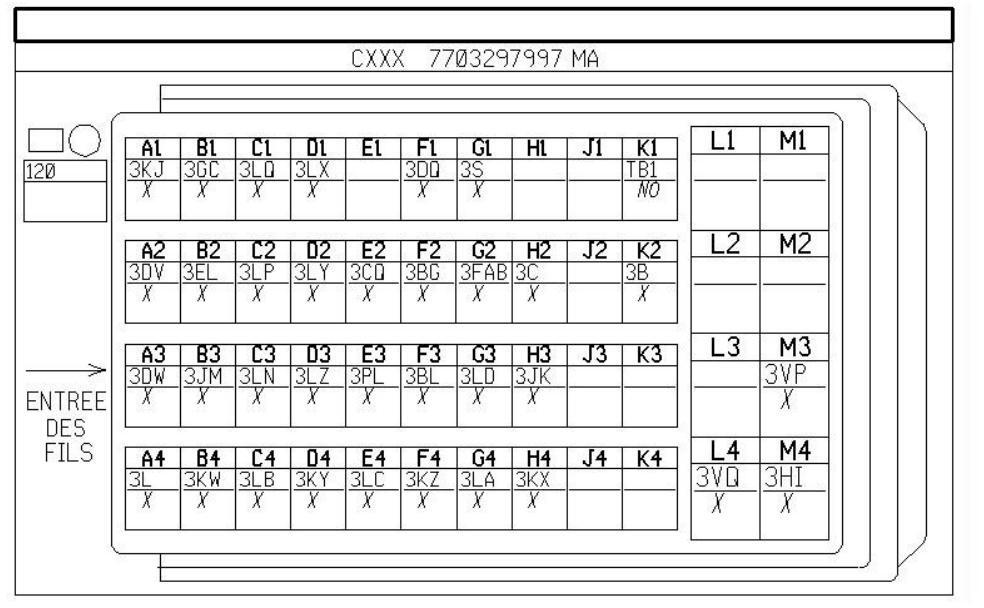 CXXX 7703297997 MA
120
A1 B1 C1 D1 E1 F1 G1 H1 J1 K1 L1 M1
3KJ 3GC 3LQ 3LX 3DQ 3S TB1
X X X X X X NO
A2 B2 C2 D2 E2 F2 G2 H2 J2 K2 L2 M2
3DV 3EL 3LP 3LY 3CQ 3BG 3FAB 3C 3B
X X X X X X X X X
A3 B3 C3 D3 E3 F3 G3 H3 J3 K3 L3 M3
3DW 3JM 3LN 3LZ 3PL 3BL 3LD 3JK 3VP
X X X X X X X X X
ENTREE
DES
FILS
A4 B4 C4 D4 E4 F4 G4 H4 J4 K4 L4 M4
3L 3KW 3LB 3KY 3LC 3KZ 3LA 3KX 3VQ 3HI
X X X X X X X X X X